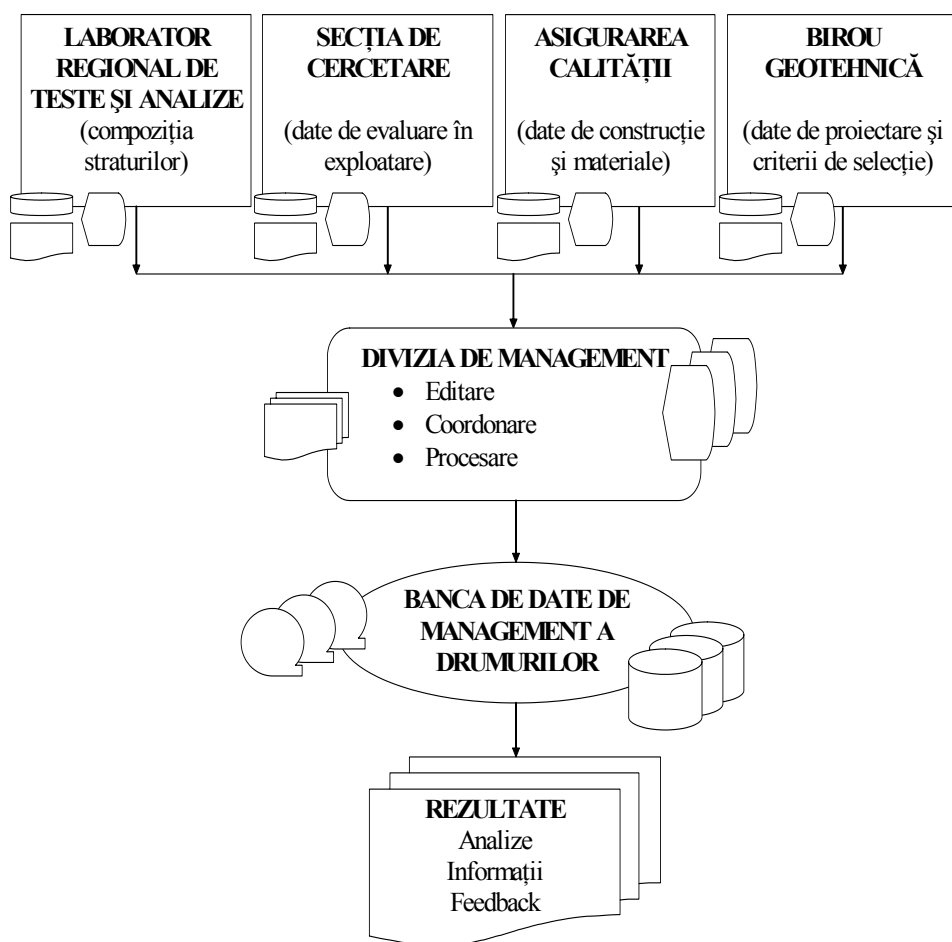 LABORATOR
REGIONAL DE
TESTE ŞI ANALIZE
(compoziţia
straturilor)
SECŢIA DE
CERCETARE
(date de evaluare în
exploatare)
ASIGURAREA
CALITĂŢII
(date de construcţie
şi materiale)
BIROU
GEOTEHNICĂ
(date de proiectare şi
criterii de selecţie)
DIVIZIA DE MANAGEMENT
• Editare
• Coordonare
• Procesare
BANCA DE DATE DE
MANAGEMENT A
DRUMURILOR
REZULTATE
Analize
Informaţii
Feedback